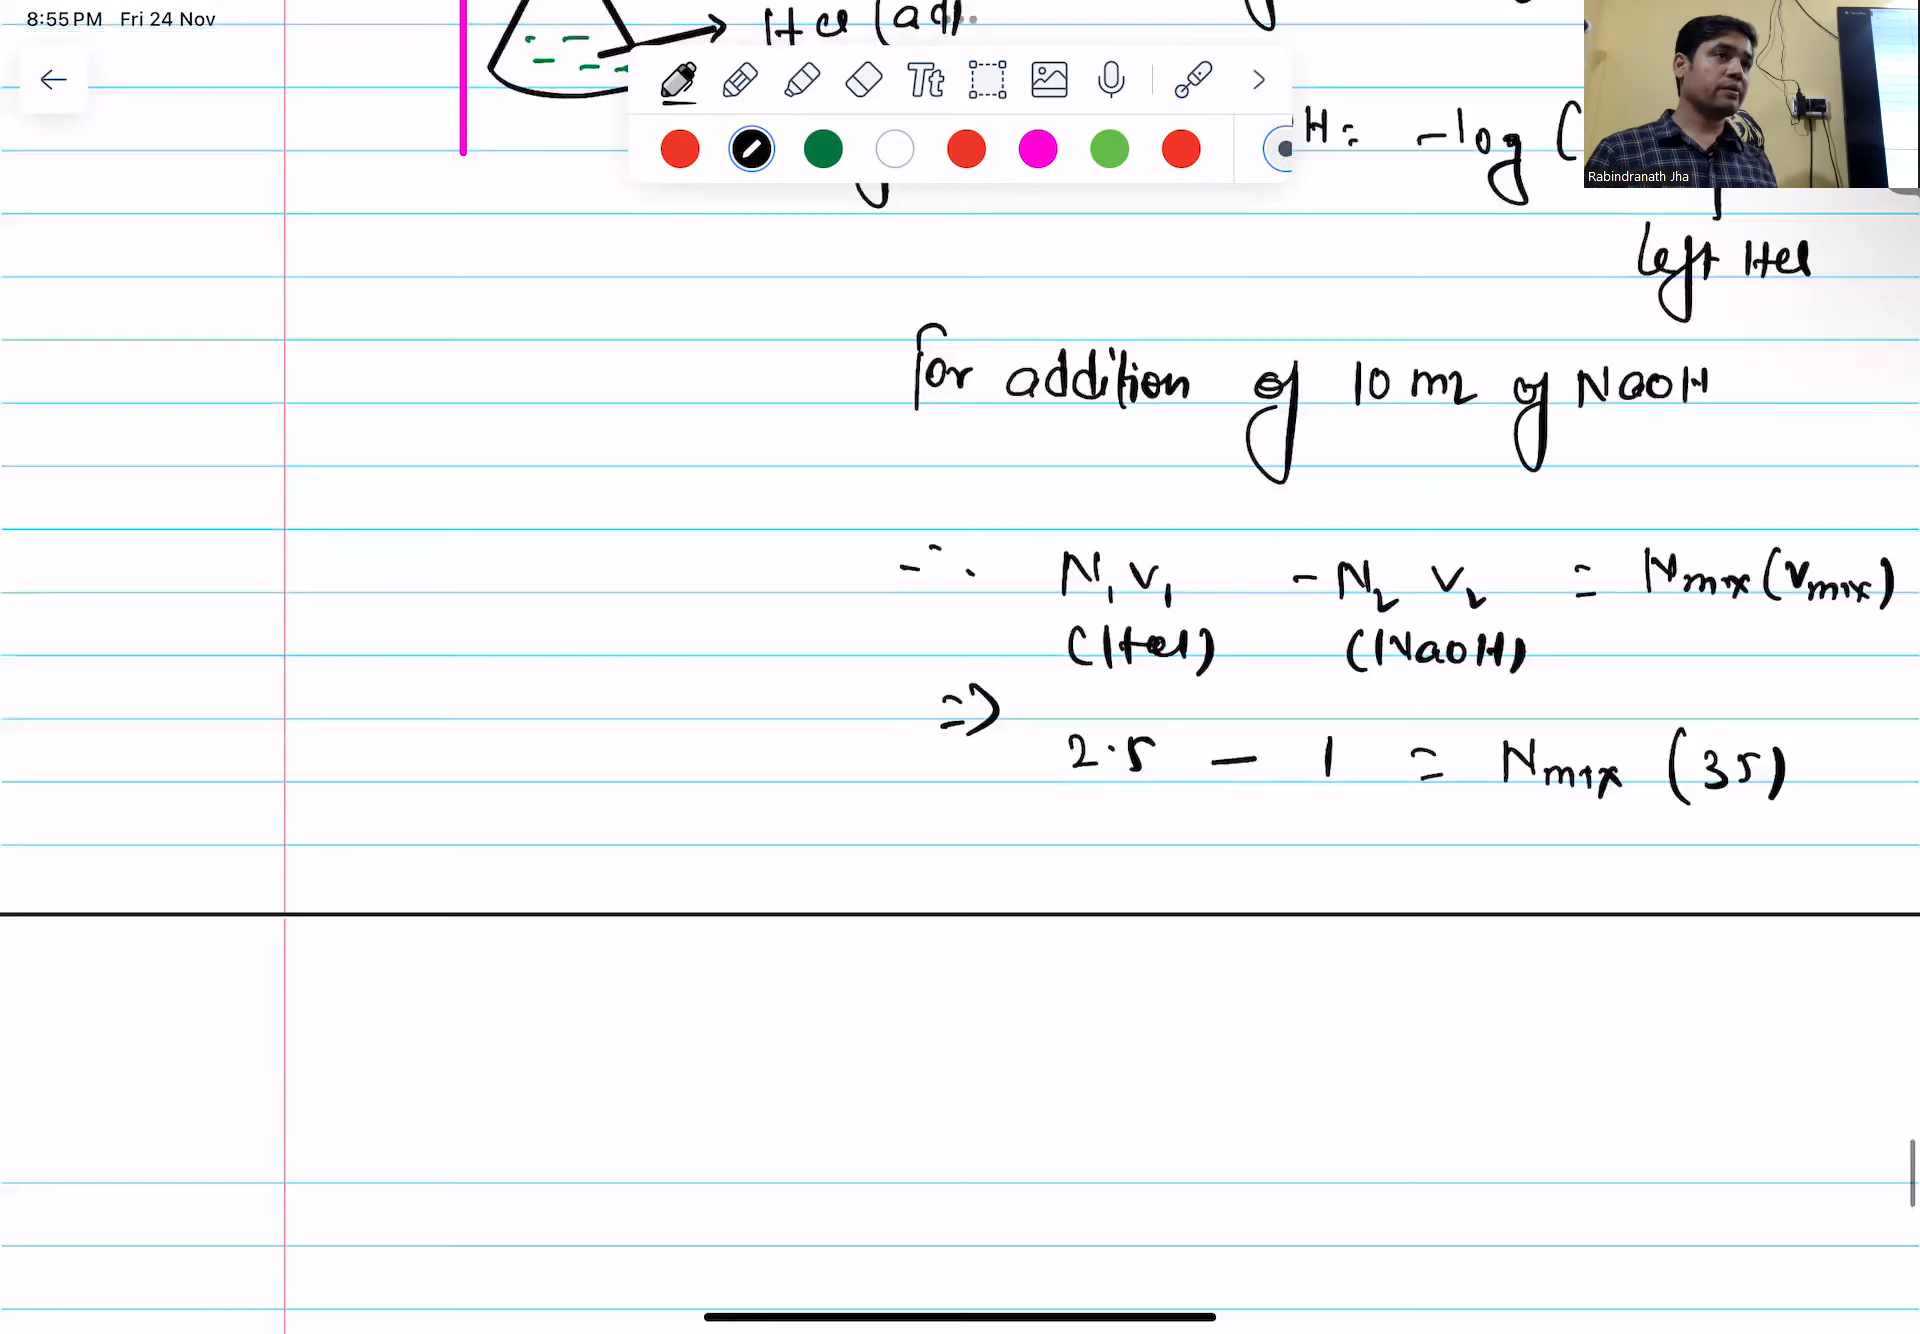 8:55 PM Fri 24 Nov
HCl (aq)
Tt
H = -log (
Rabindranath Jha
left HCl
For addition of 10 mL of NaOH
∴ N₁V₁ - N₂V₂ = Nmix(Vmix)
(HCl) (NaOH)
⇒
2.5 - 1 = Nmix (35)